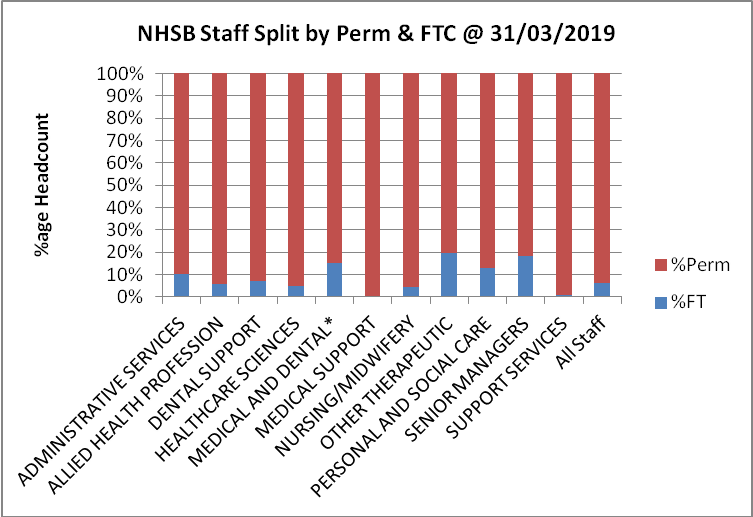 NHSB Staff Split by Perm & FTC @ 31/03/2019
%age Headcount
100%
90%
80%
70%
60%
50%
40%
30%
20%
10%
0%
%Perm
%FT
ADMINISTRATIVE SERVICES
ALLIED HEALTH PROFESSION
DENTAL SUPPORT
HEALTHCARE SCIENCES
MEDICAL AND DENTAL*
MEDICAL SUPPORT
NURSING/MIDWIFERY
OTHER THERAPEUTIC
PERSONAL AND SOCIAL CARE
SENIOR MANAGERS
SUPPORT SERVICES
All Staff